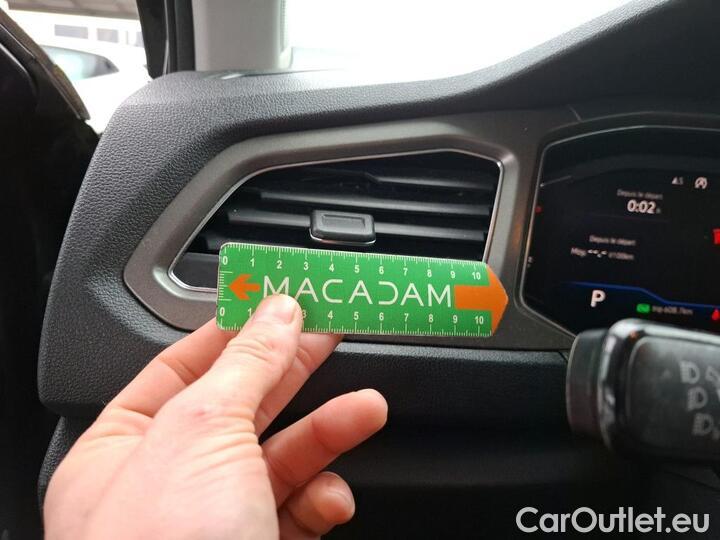 0 1 2 3 4 5 6 7 8 9 10
MACADAM
0 1 3 4 5 6 7 8 9 10
Depuis le départ
0:02
Depuis le départ
P
CarOutlet.eu